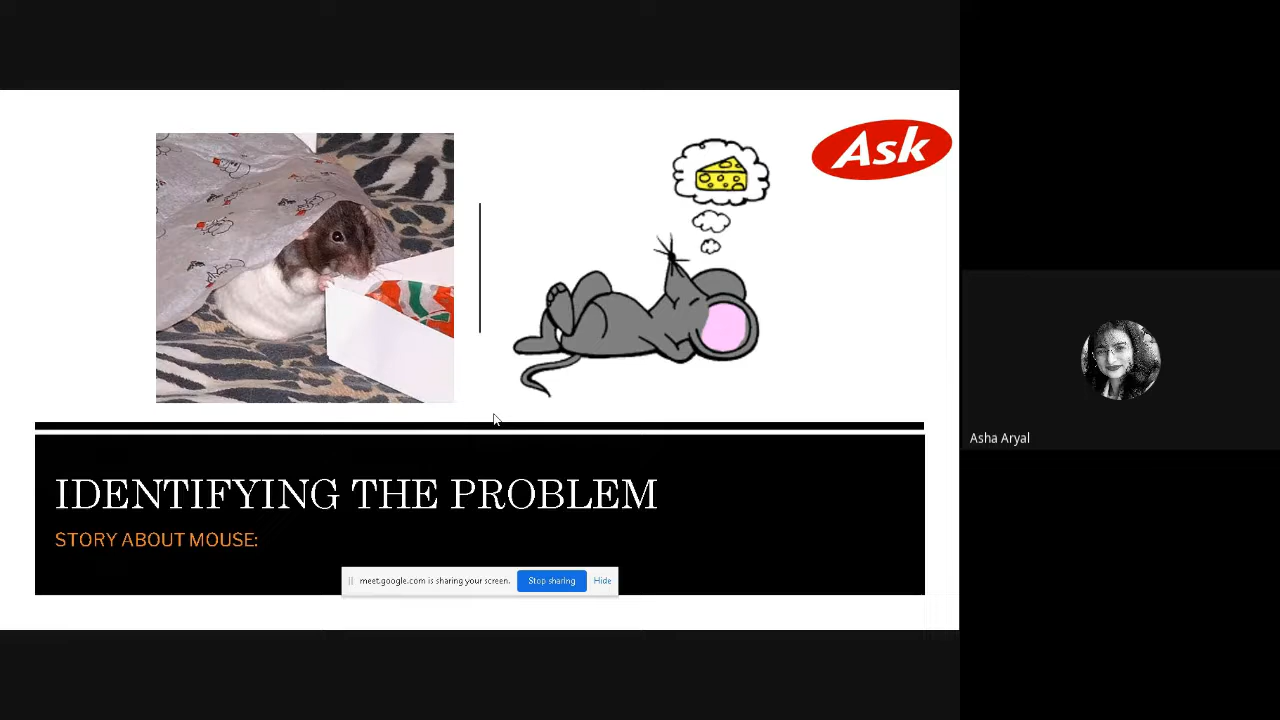 Ask
IDENTIFYING THE PROBLEM
STORY ABOUT MOUSE:
meet.google.com is sharing your screen.
Stop sharing
Hide
Asha Aryal